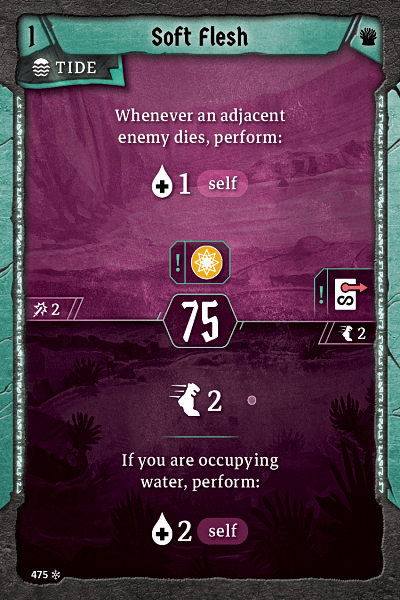 1
Soft Flesh
TIDE
Whenever an adjacent
enemy dies, perform:
1 self
!
!
S
2
75
2
2
If you are occupying
water, perform:
2 self
475